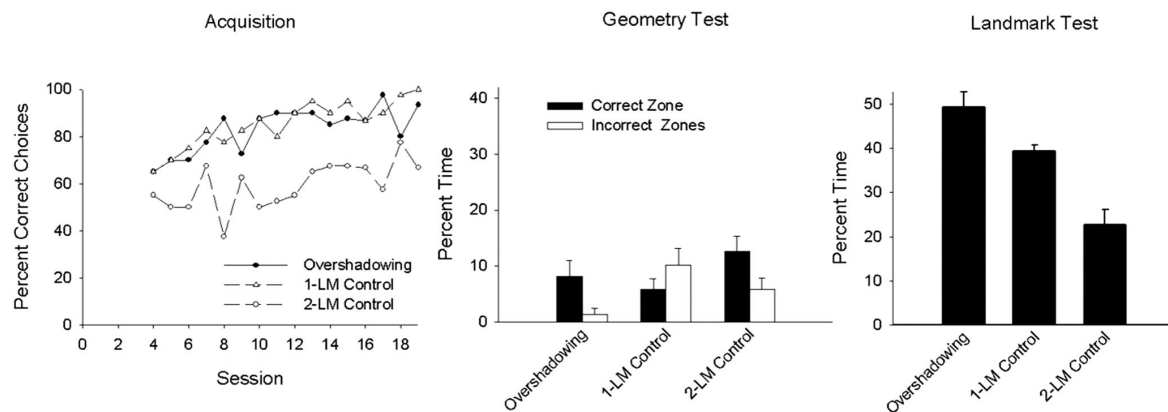 Acquisition
Percent Correct Choices
100
80
60
40
20
0
0 2 4 6 8 10 12 14 16 18
Session
Overshadowing
1-LM Control
2-LM Control
Geometry Test
Percent Time
40
30
20
10
0
Correct Zone
Incorrect Zones
Overshadowing
1-LM Control
2-LM Control
Landmark Test
Percent Time
50
40
30
20
10
0
Overshadowing
1-LM Control
2-LM Control